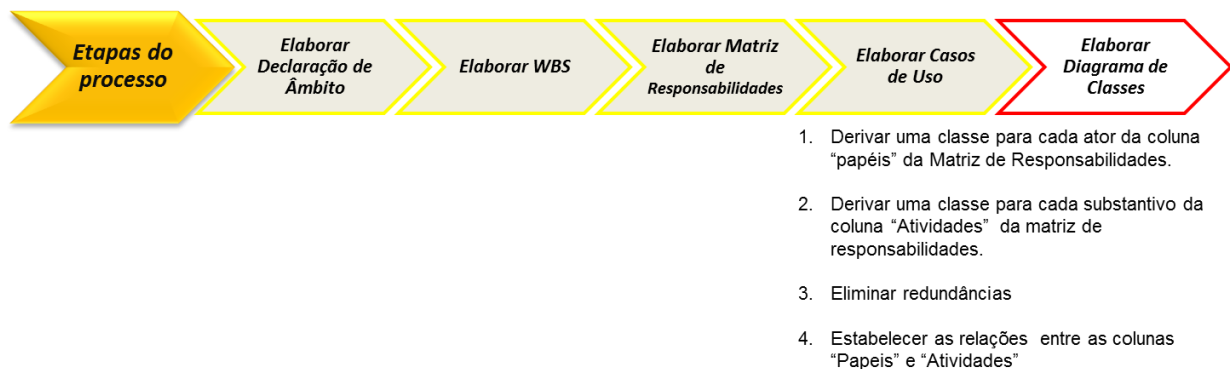 Etapas do
processo
Elaborar
Declaração de
Âmbito
Elaborar WBS
Elaborar Matriz
de
Responsabilidades
Elaborar Casos
de Uso
Elaborar
Diagrama de
Classes
1. Derivar uma classe para cada ator da coluna
“papéis” da Matriz de Responsabilidades.
2. Derivar uma classe para cada substantivo da
coluna “Atividades” da matriz de
responsabilidades.
3. Eliminar redundâncias
4. Estabelecer as relações entre as colunas
“Papeis” e “Atividades”